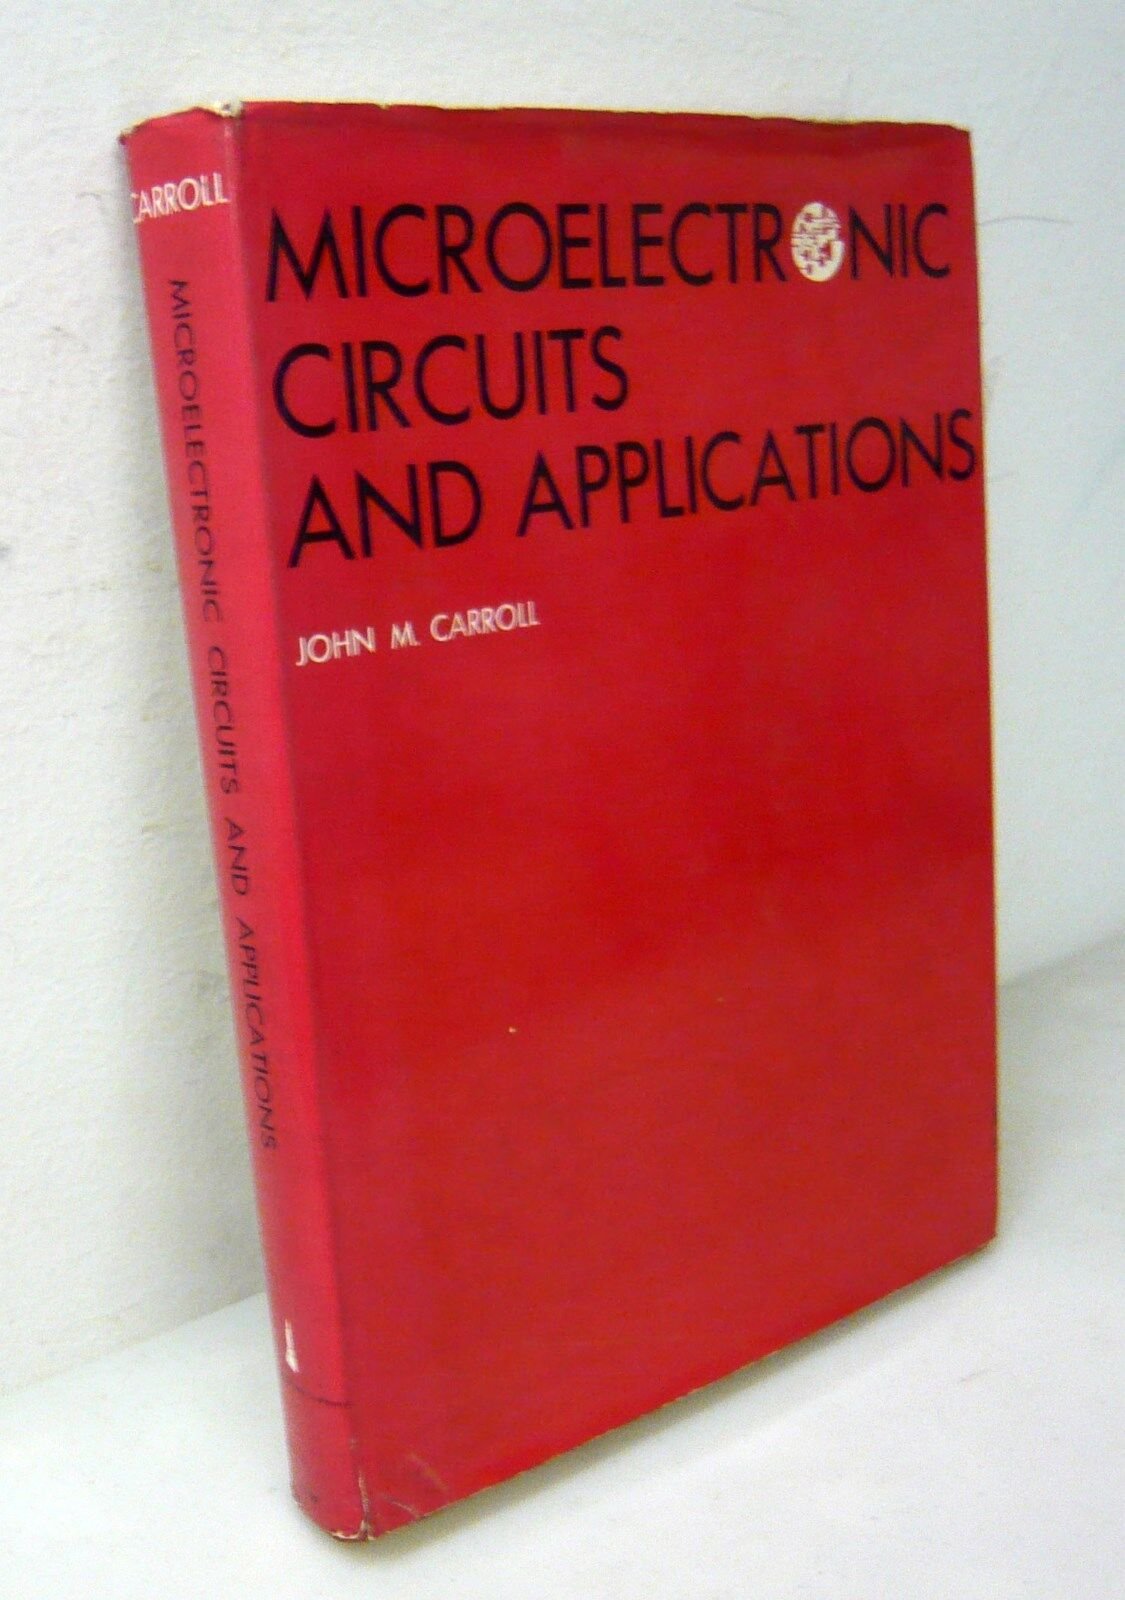 CARROLL
MICROELECTRONIC CIRCUITS AND APPLICATIONS
MICROELECTRONIC
CIRCUITS
AND APPLICATIONS
JOHN M. CARROLL